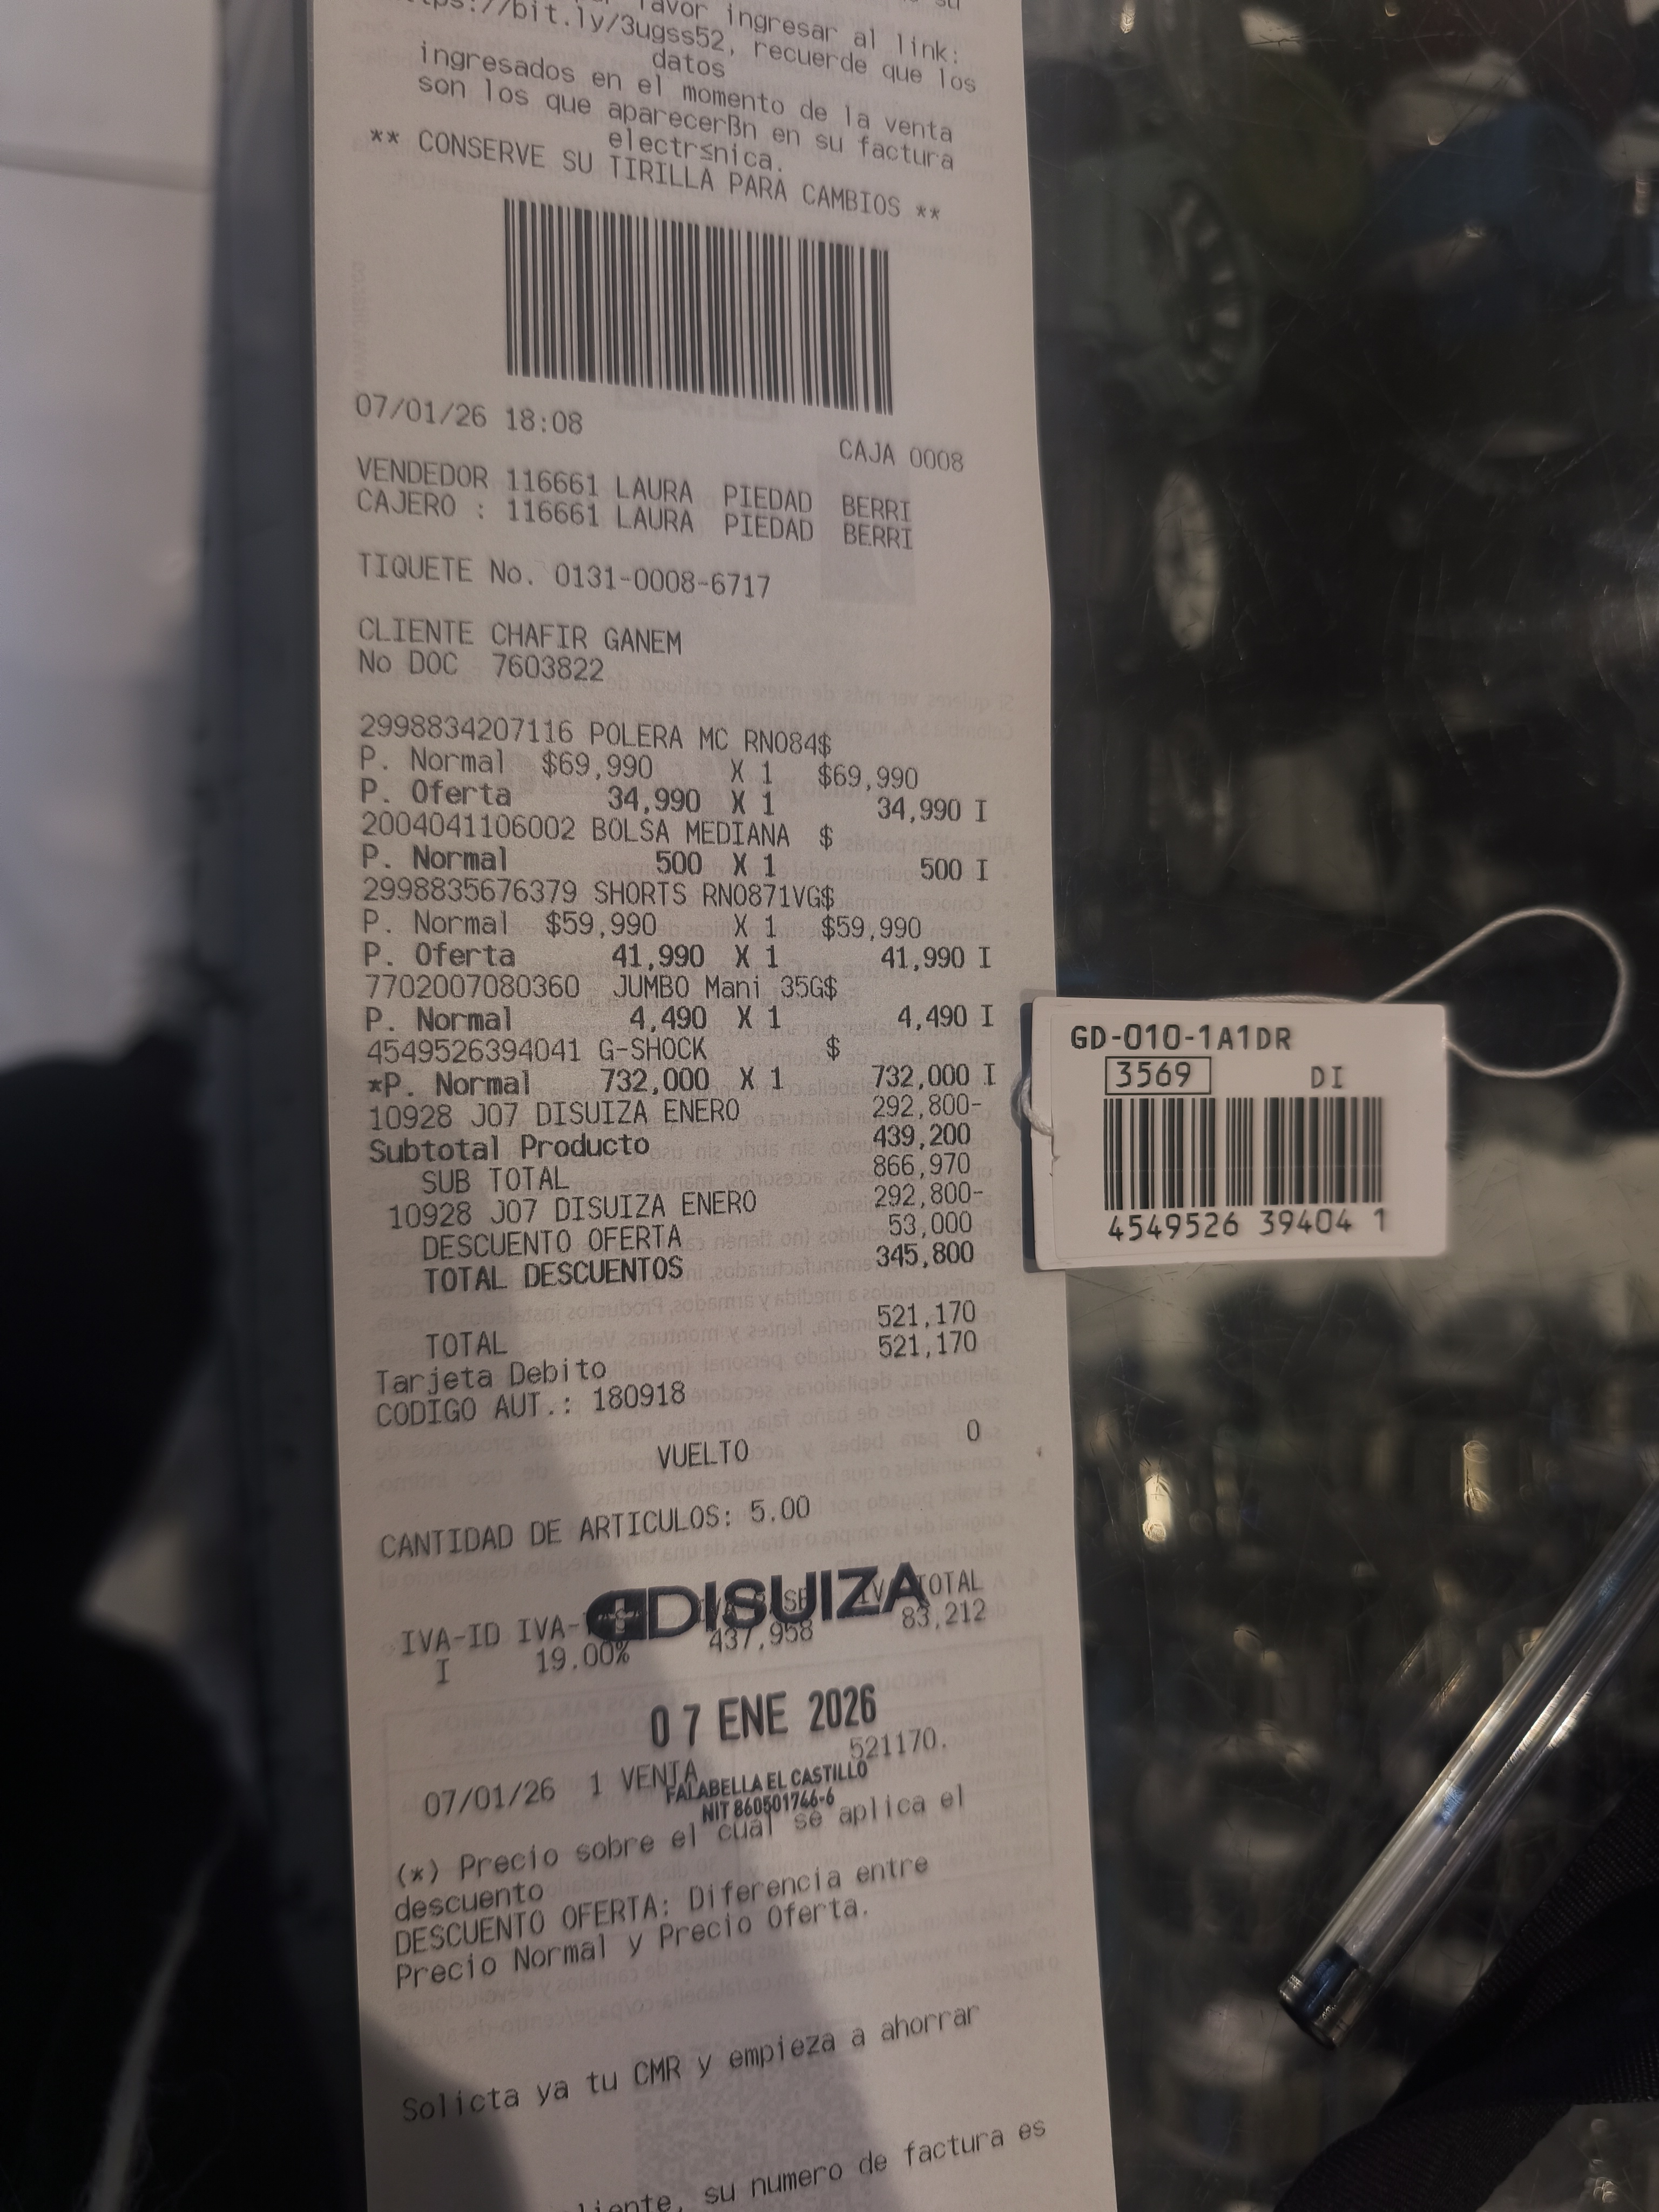 favor ingresar al link:
https://bit.ly/3ugss52, recuerde que los
datos
ingresados en el momento de la venta
son los que aparecerßn en su factura
electr≤nica.
** CONSERVE SU TIRILLA PARA CAMBIOS **
07/01/26 18:08
CAJA 0008
VENDEDOR 116661 LAURA PIEDAD BERRI
CAJERO : 116661 LAURA PIEDAD BERRI
TIQUETE No. 0131-0008-6717
CLIENTE CHAFIR GANEM
No DOC 7603822
2998834207116 POLERA MC RN084$
P. Normal $69,990 X 1 $69,990
P. Oferta 34,990 X 1 34,990 I
2004041106002 BOLSA MEDIANA $
P. Normal 500 X 1 500 I
2998835676379 SHORTS RN0871VG$
P. Normal $59,990 X 1 $59,990
P. Oferta 41,990 X 1 41,990 I
7702007080360 JUMBO Mani 35G$
P. Normal 4,490 X 1 4,490 I
4549526394041 G-SHOCK $
*P. Normal 732,000 X 1 732,000 I
10928 J07 DISUIZA ENERO 292,800-
Subtotal Producto 439,200
SUB TOTAL 866,970
10928 J07 DISUIZA ENERO 292,800-
DESCUENTO OFERTA 53,000
TOTAL DESCUENTOS 345,800
TOTAL 521,170
Tarjeta Debito 521,170
CODIGO AUT.: 180918
VUELTO 0
CANTIDAD DE ARTICULOS: 5.00
DISUIZA
IVA-ID IVA- TOTAL
I 19.00% 437,958 83,212
07 ENE 2026
521170.
07/01/26 1 VENTA
FALABELLA EL CASTILLO
NIT 860501746-6
(*) Precio sobre el cual se aplica el
descuento
DESCUENTO OFERTA: Diferencia entre
Precio Normal y Precio Oferta.
Solicta ya tu CMR y empieza a ahorrar
su numero de factura es
GD-010-1A1DR
3569 DI
4549526 39404 1